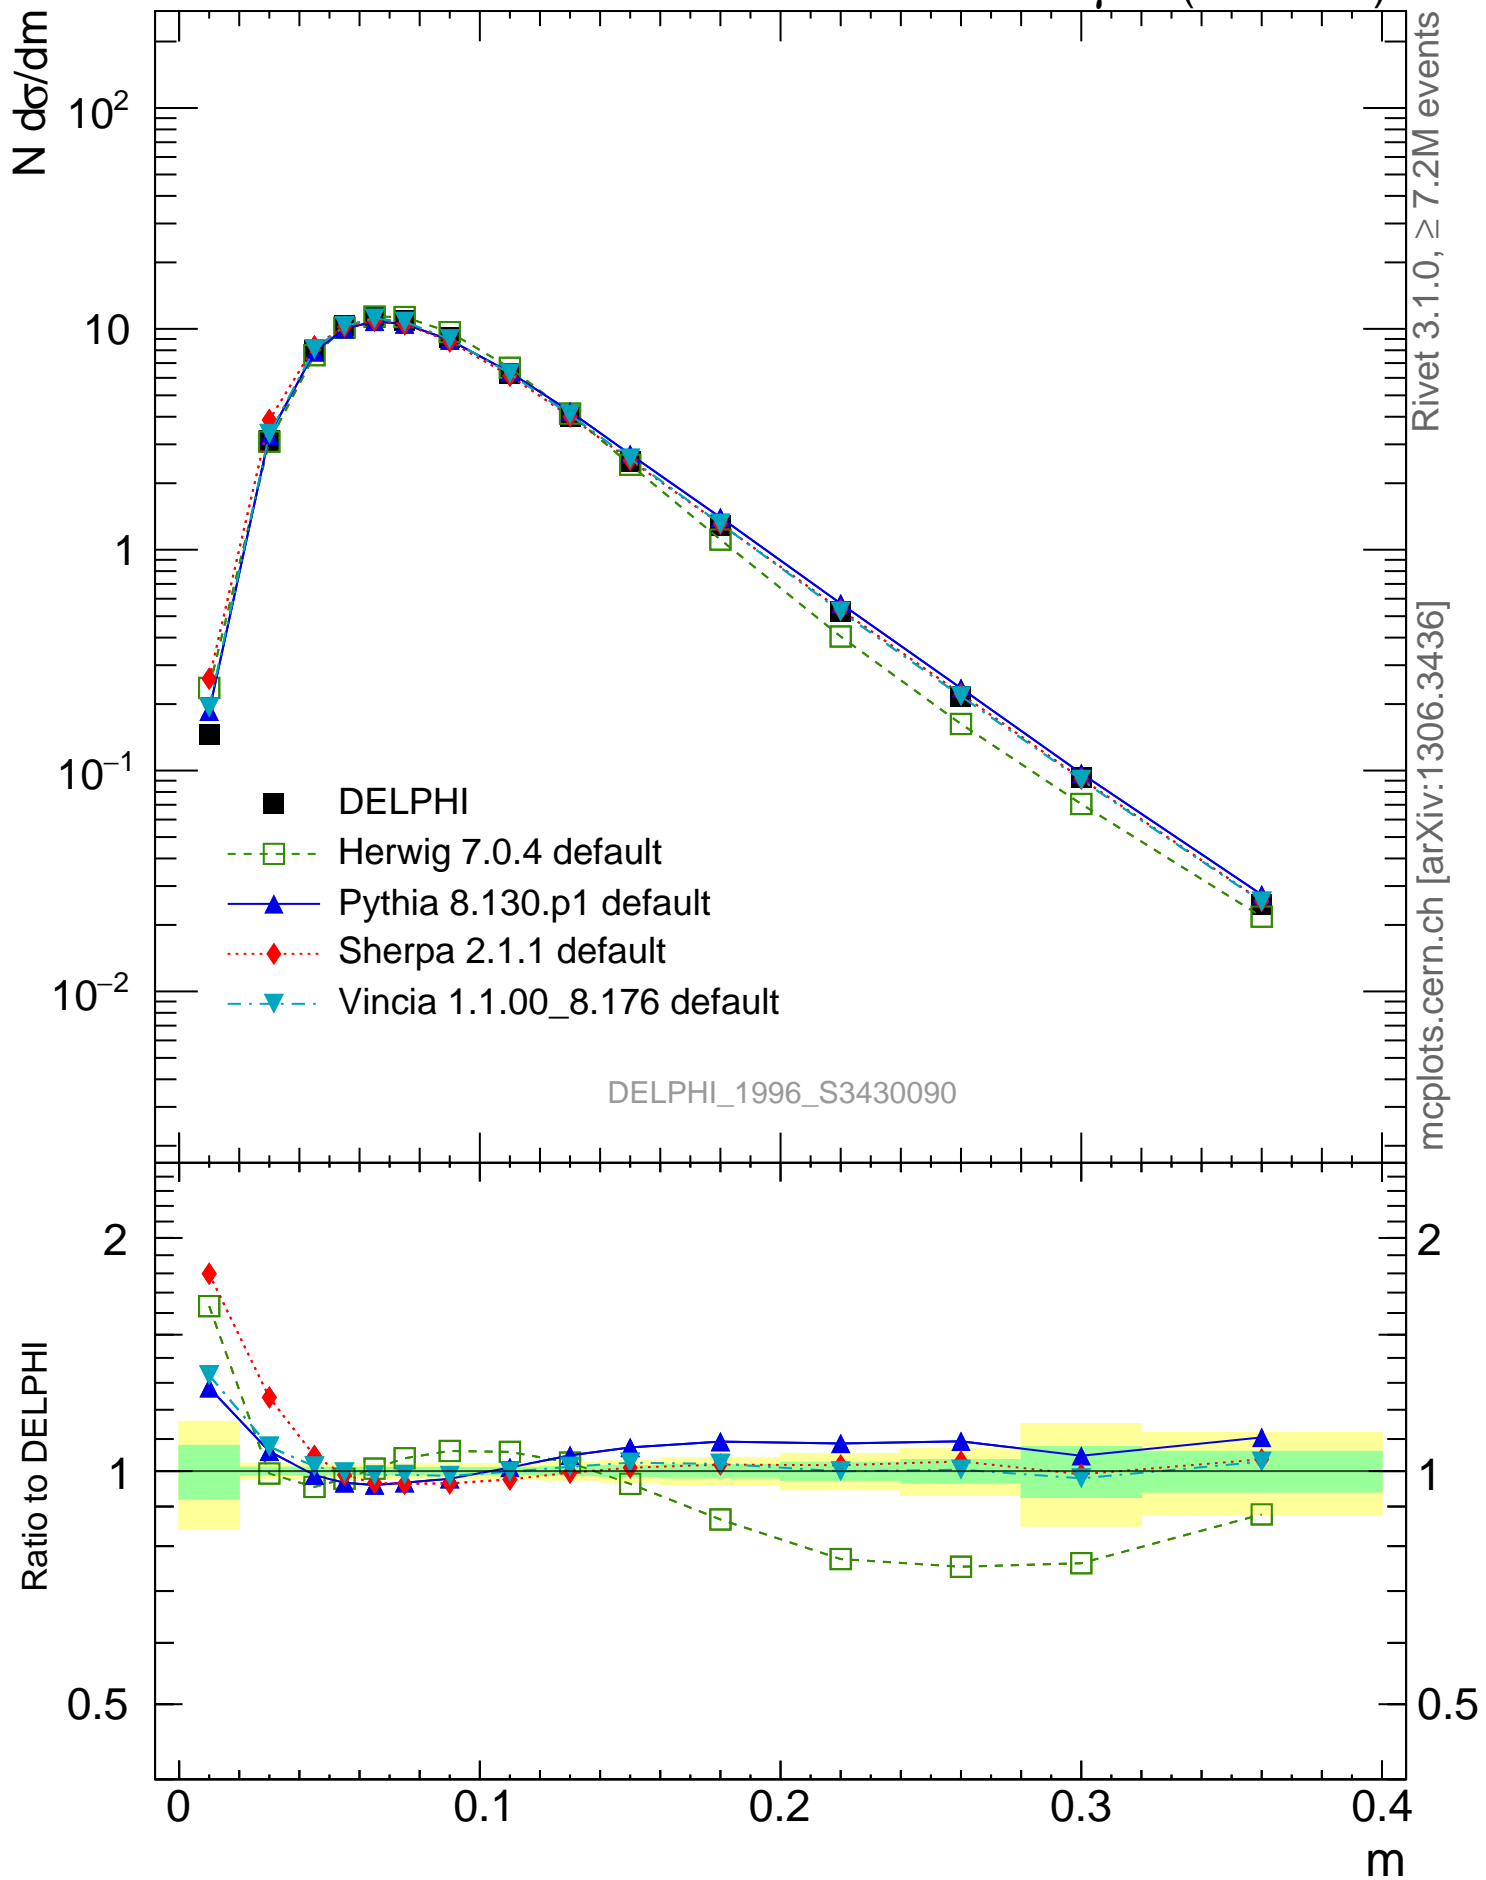 N dσ/dm
10²
10
1
10⁻¹
10⁻²
DELPHI
Herwig 7.0.4 default
Pythia 8.130.p1 default
Sherpa 2.1.1 default
Vincia 1.1.00_8.176 default
DELPHI_1996_S3430090
Rivet 3.1.0, ≥ 7.2M events
mcplots.cern.ch [arXiv:1306.3436]
Ratio to DELPHI
2
1
0.5
2
1
0.5
0 0.1 0.2 0.3 0.4
m